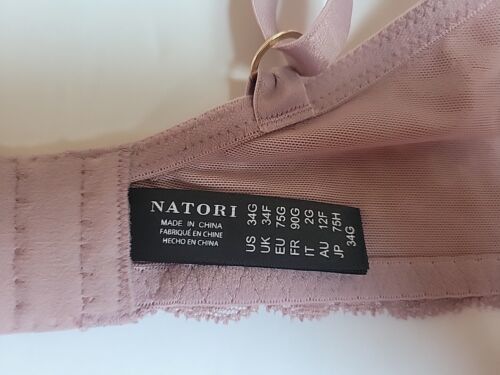 NATORI
MADE IN CHINA
FABRIQUÉ EN CHINE
HECHO EN CHINA
US 34G
UK 34F
EU 75G
FR 90G
IT 2G
AU 12F
JP 75H
34G